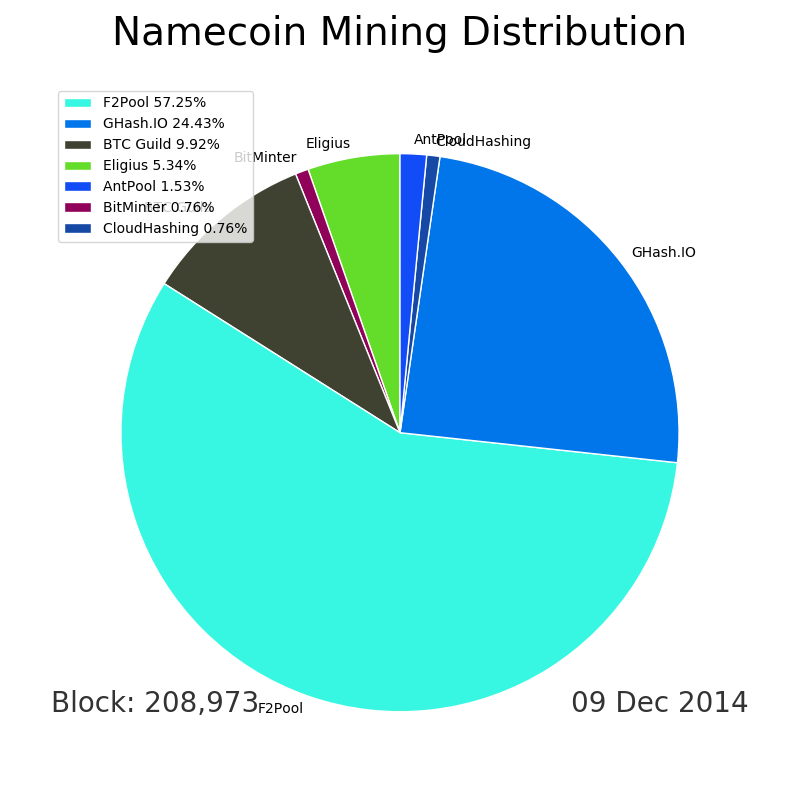 Namecoin Mining Distribution
F2Pool 57.25%
GHash.IO 24.43%
BTC Guild 9.92%
Eligius 5.34%
AntPool 1.53%
BitMinter 0.76%
CloudHashing 0.76%
BitMinter
Eligius
AntPool
CloudHashing
GHash.IO
F2Pool
Block: 208,973
09 Dec 2014